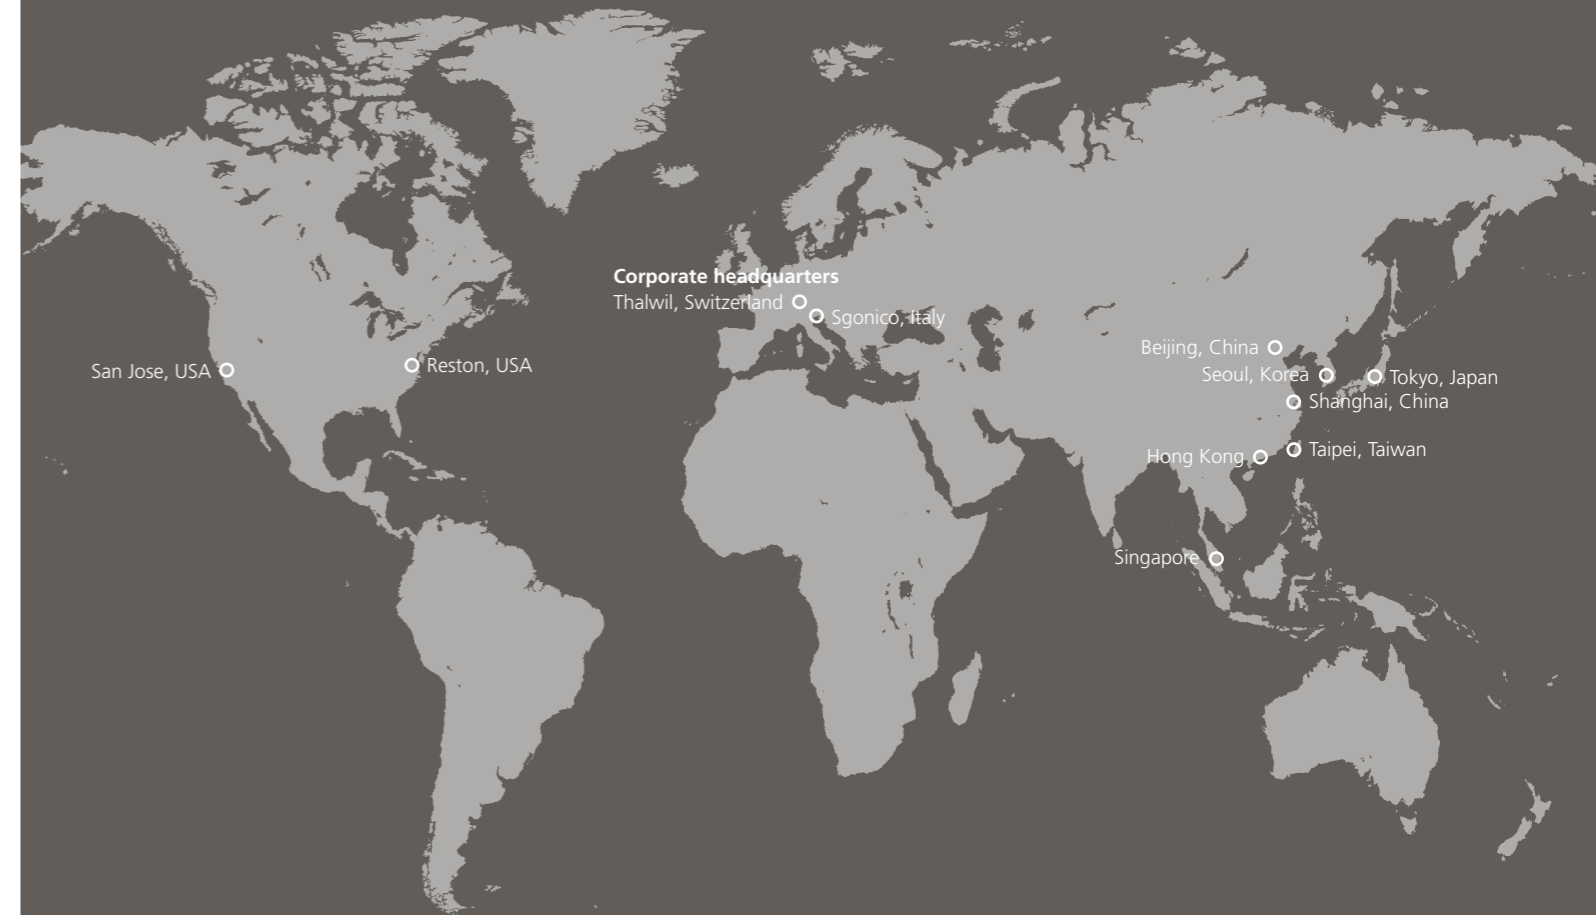 Corporate headquarters
Thalwil, Switzerland
Sgonico, Italy
San Jose, USA
Reston, USA
Beijing, China
Seoul, Korea
Tokyo, Japan
Shanghai, China
Hong Kong
Taipei, Taiwan
Singapore